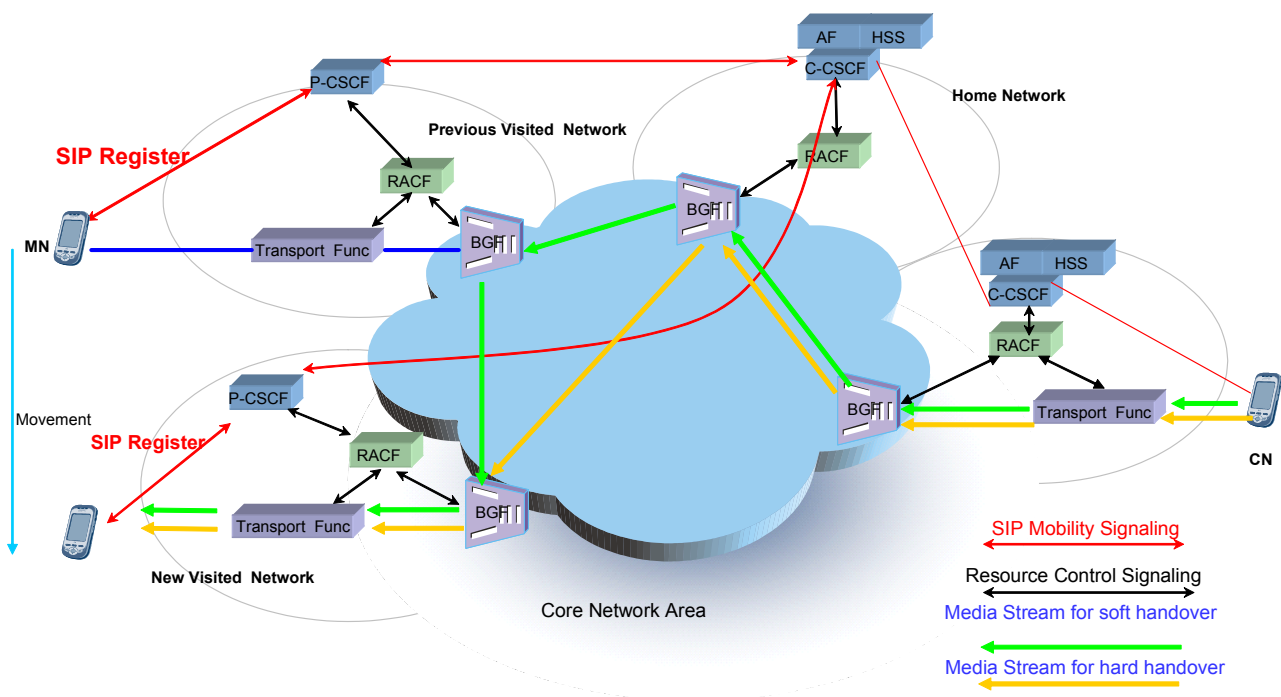 AF HSS
P-CSCF
C-CSCF
Home Network
Previous Visited Network
SIP Register
RACF
RACF
BGF
MN
Transport Func
BGF
AF HSS
C-CSCF
RACF
P-CSCF
BGF
Transport Func
Movement
SIP Register
CN
RACF
BGF
Transport Func
SIP Mobility Signaling
New Visited Network
Resource Control Signaling
Core Network Area
Media Stream for soft handover
Media Stream for hard handover